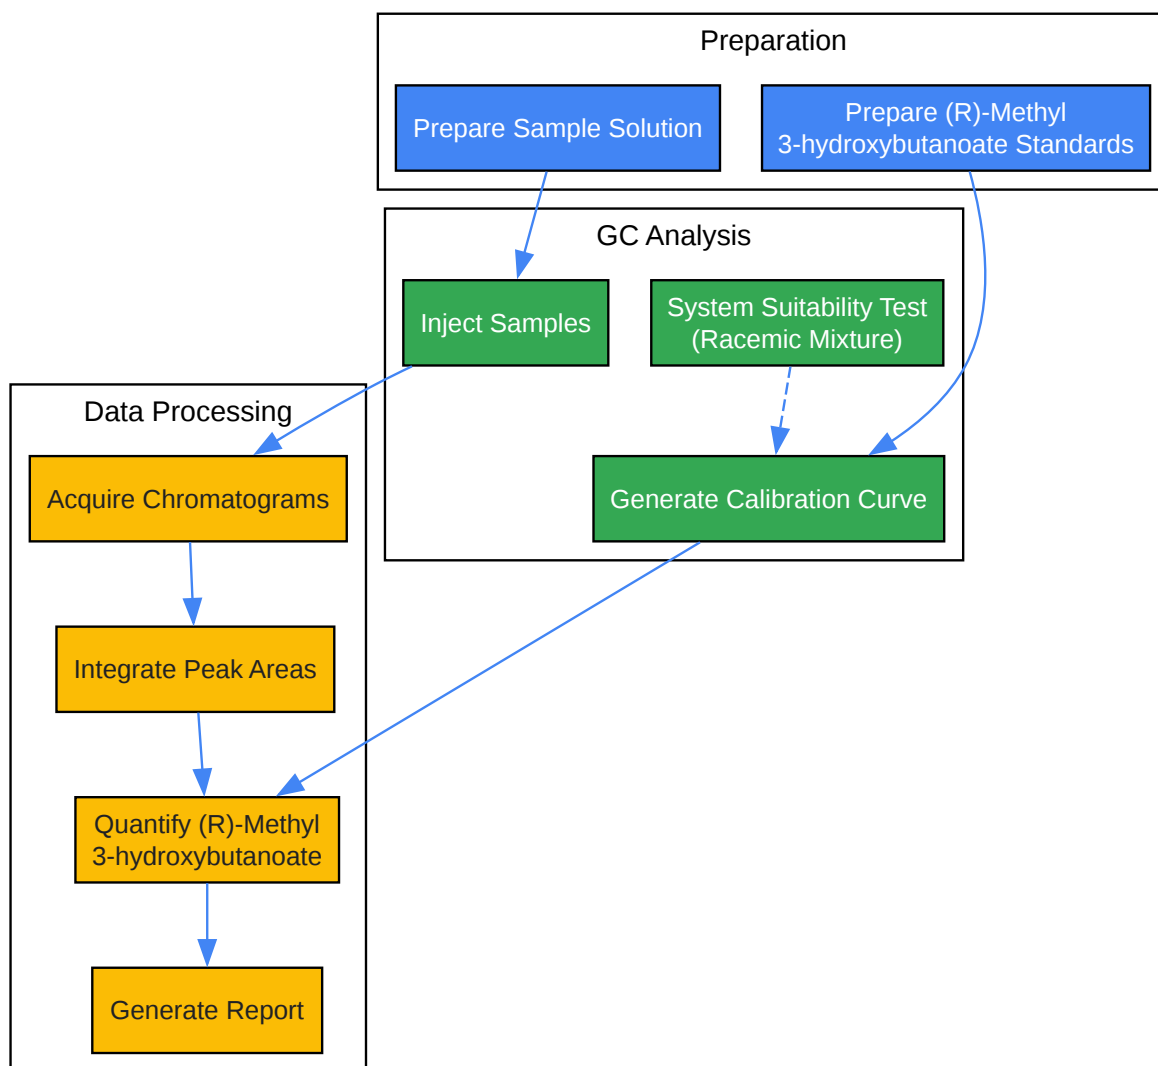 Preparation
Prepare Sample Solution
Prepare (R)-Methyl
3-hydroxybutanoate Standards
GC Analysis
Inject Samples
System Suitability Test
(Racemic Mixture)
Generate Calibration Curve
Data Processing
Acquire Chromatograms
Integrate Peak Areas
Quantify (R)-Methyl
3-hydroxybutanoate
Generate Report